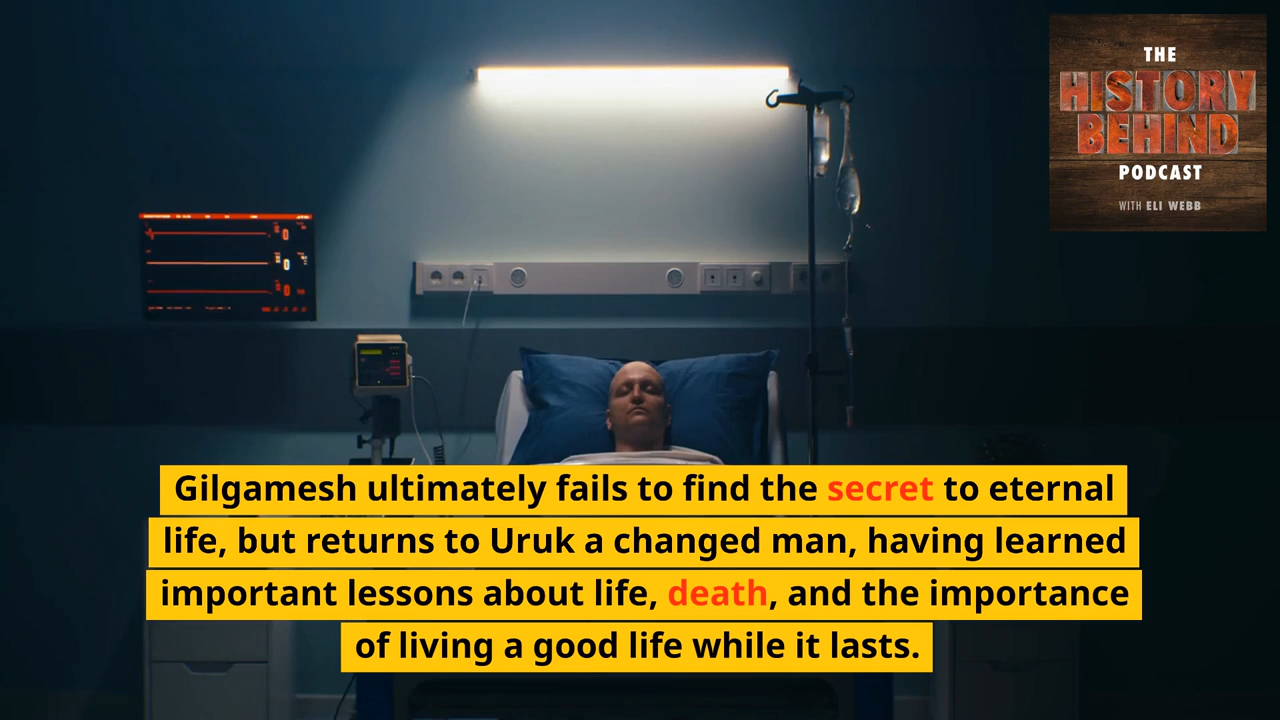 THE
HISTORY
BEHIND
PODCAST
WITH ELI WEBB
Gilgamesh ultimately fails to find the secret to eternal
life, but returns to Uruk a changed man, having learned
important lessons about life, death, and the importance
of living a good life while it lasts.